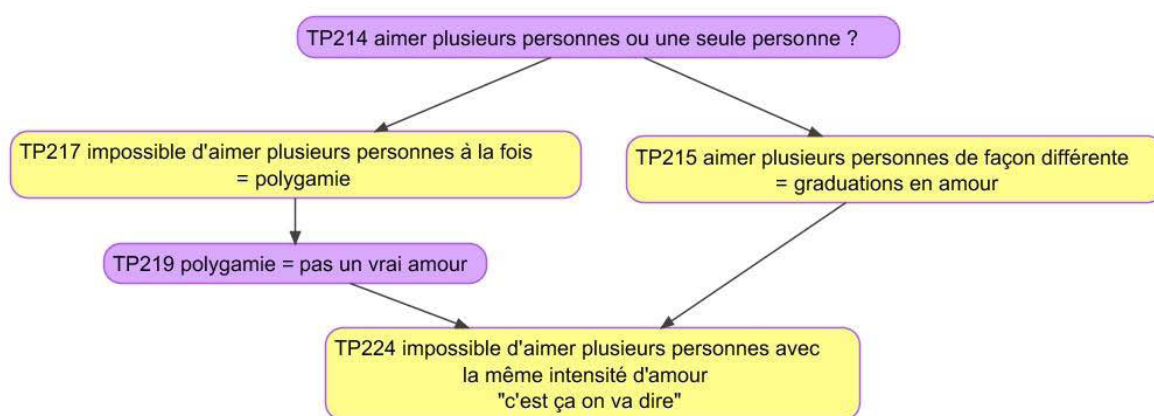 TP214 aimer plusieurs personnes ou une seule personne ?
TP217 impossible d'aimer plusieurs personnes à la fois
= polygamie
TP215 aimer plusieurs personnes de façon différente
= graduations en amour
TP219 polygamie = pas un vrai amour
TP224 impossible d'aimer plusieurs personnes avec
la même intensité d'amour
"c'est ça on va dire"